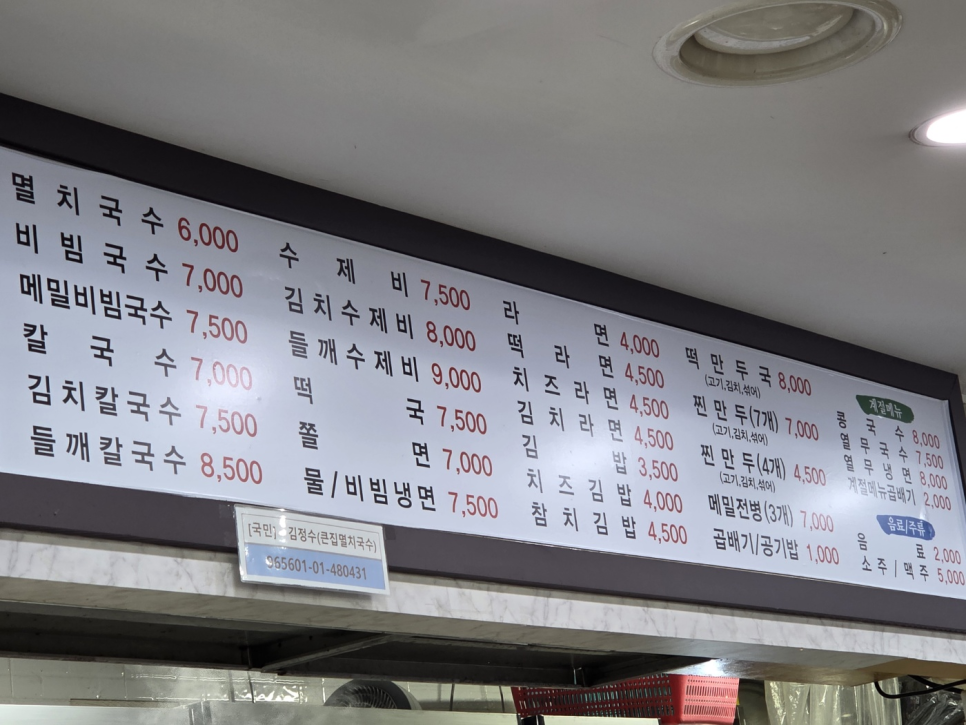 멸치국수 6,000
비빔국수 7,000
메밀비빔국수 7,500
칼국수 7,000
김치칼국수 7,500
들깨칼국수 8,500
수제비 7,500
김치수제비 8,000
들깨수제비 9,000
떡국 7,500
쫄면 7,000
물/비빔냉면 7,500
라면 4,000
떡라면 4,500
치즈라면 4,500
김치라면 4,500
김밥 3,500
치즈김밥 4,000
참치김밥 4,500
떡만두국 8,000
(고기,김치,섞어)
찐만두(7개) 7,000
(고기,김치,섞어)
찐만두(4개) 4,500
(고기,김치,섞어)
메밀전병(3개) 7,000
곱배기/공기밥 1,000
계절메뉴
콩국수 8,000
열무국수 7,500
열무냉면 8,000
계절메뉴곱배기 2,000
음료/주류
음료 2,000
소주/맥주 5,000
[국민] 김정수(큰집멸치국수)
965601-01-480431